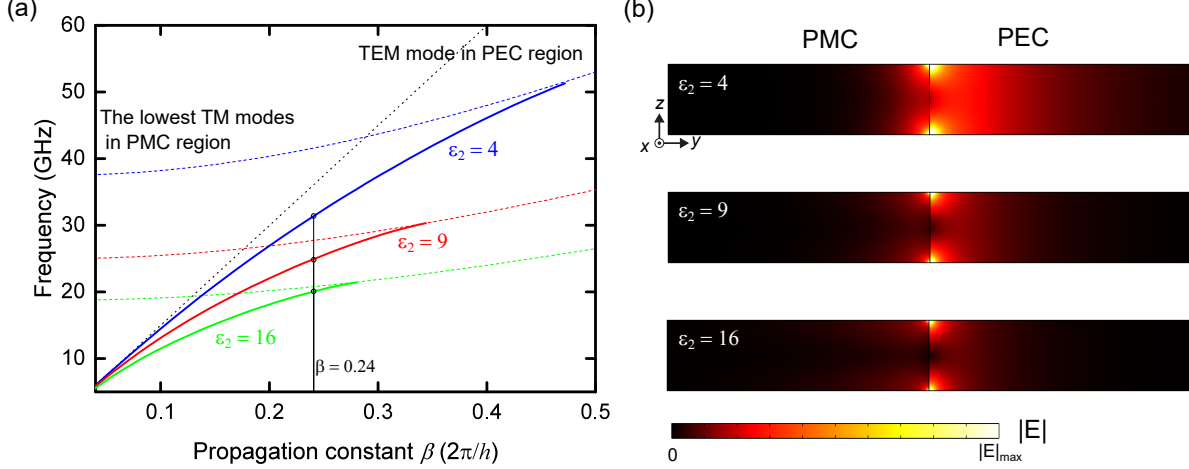 (a)
60
50
40
30
20
10
Frequency (GHz)
TEM mode in PEC region
The lowest TM modes
in PMC region
ε₂ = 4
ε₂ = 9
ε₂ = 16
β = 0.24
0.1
0.2
0.3
0.4
0.5
Propagation constant β (2π/h)
(b)
PMC
PEC
ε₂ = 4
z
x
y
ε₂ = 9
ε₂ = 16
|E|
0
|E|max